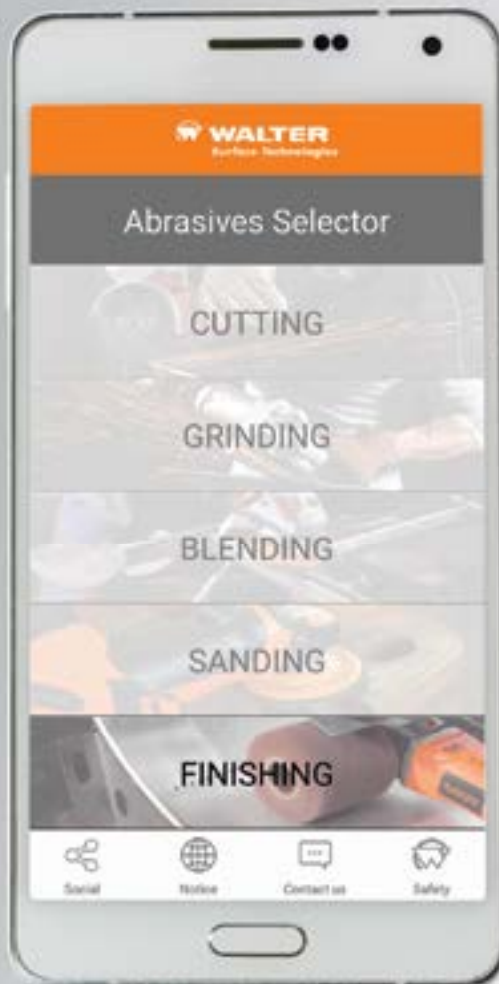 WALTER
Surface Technologies
Abrasives Selector
CUTTING
GRINDING
BLENDING
SANDING
FINISHING
Social
Notice
Contact us
Safety